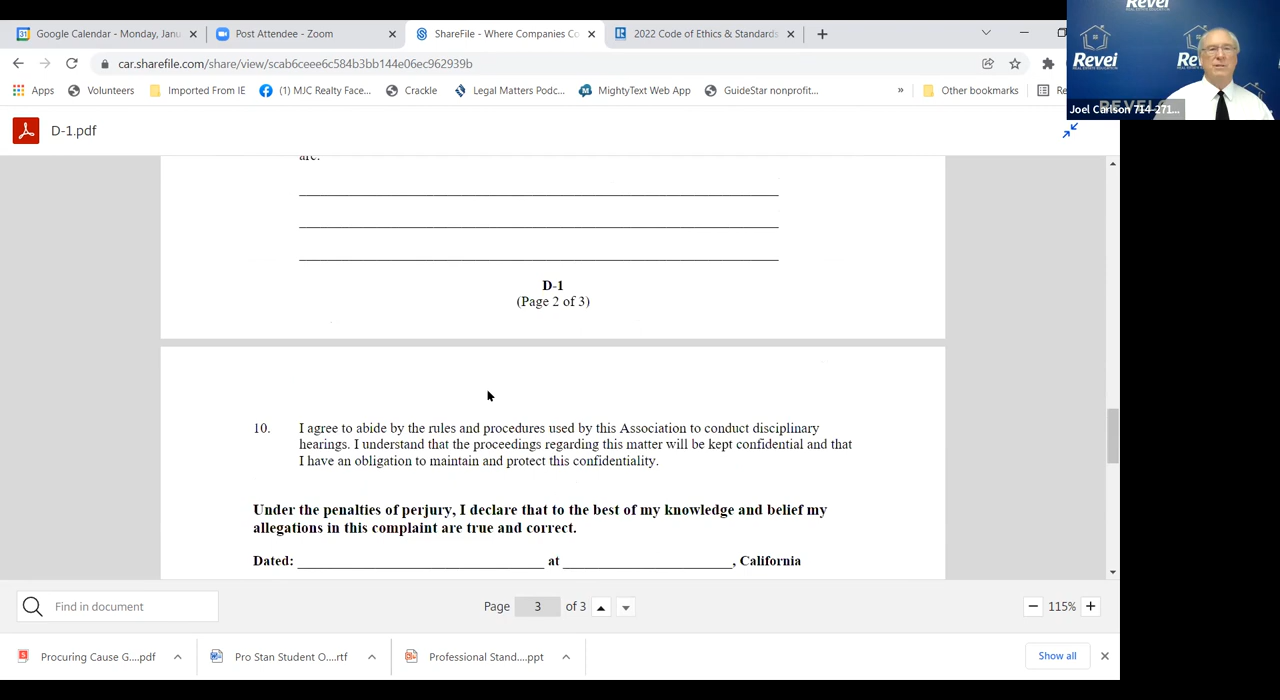 Google Calendar - Monday, Janu
Post Attendee - Zoom
ShareFile - Where Companies Co
2022 Code of Ethics & Standards
car.sharefile.com/share/view/scab6ceee6c584b3bb144e06ec962939b
Apps
Volunteers
Imported From IE
(1) MJC Realty Face...
Crackle
Legal Matters Podc...
MightyText Web App
GuideStar nonprofit...
»
Other bookmarks
Re
Revei
Revei
Joel Carlson 714-271...
D-1.pdf
are:
D-1
(Page 2 of 3)
10. I agree to abide by the rules and procedures used by this Association to conduct disciplinary
hearings. I understand that the proceedings regarding this matter will be kept confidential and that
I have an obligation to maintain and protect this confidentiality.
Under the penalties of perjury, I declare that to the best of my knowledge and belief my
allegations in this complaint are true and correct.
Dated: ________________ at ________________, California
Find in document
Page 3 of 3
115%
Procuring Cause G....pdf
Pro Stan Student O....rtf
Professional Stand....ppt
Show all